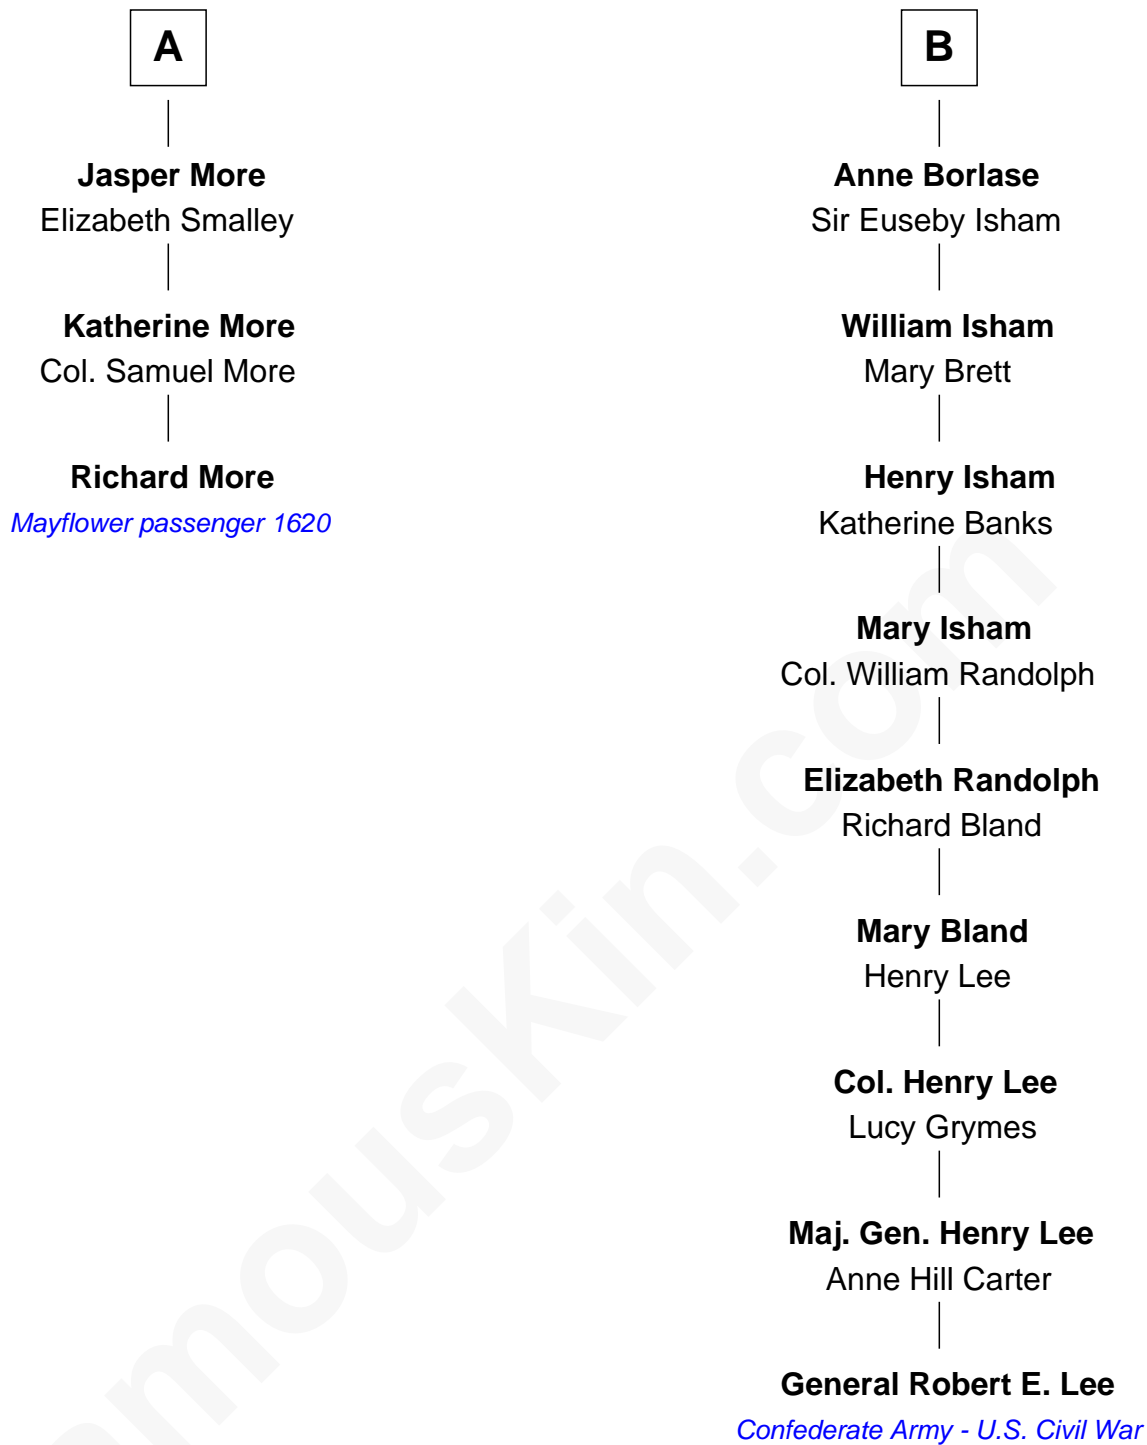 A
Jasper More
Elizabeth Smalley
Katherine More
Col. Samuel More
Richard More
Mayflower passenger 1620
B
Anne Borlase
Sir Euseby Isham
William Isham
Mary Brett
Henry Isham
Katherine Banks
Mary Isham
Col. William Randolph
Elizabeth Randolph
Richard Bland
Mary Bland
Henry Lee
Col. Henry Lee
Lucy Grymes
Maj. Gen. Henry Lee
Anne Hill Carter
General Robert E. Lee
Confederate Army - U.S. Civil War
amouskin.com